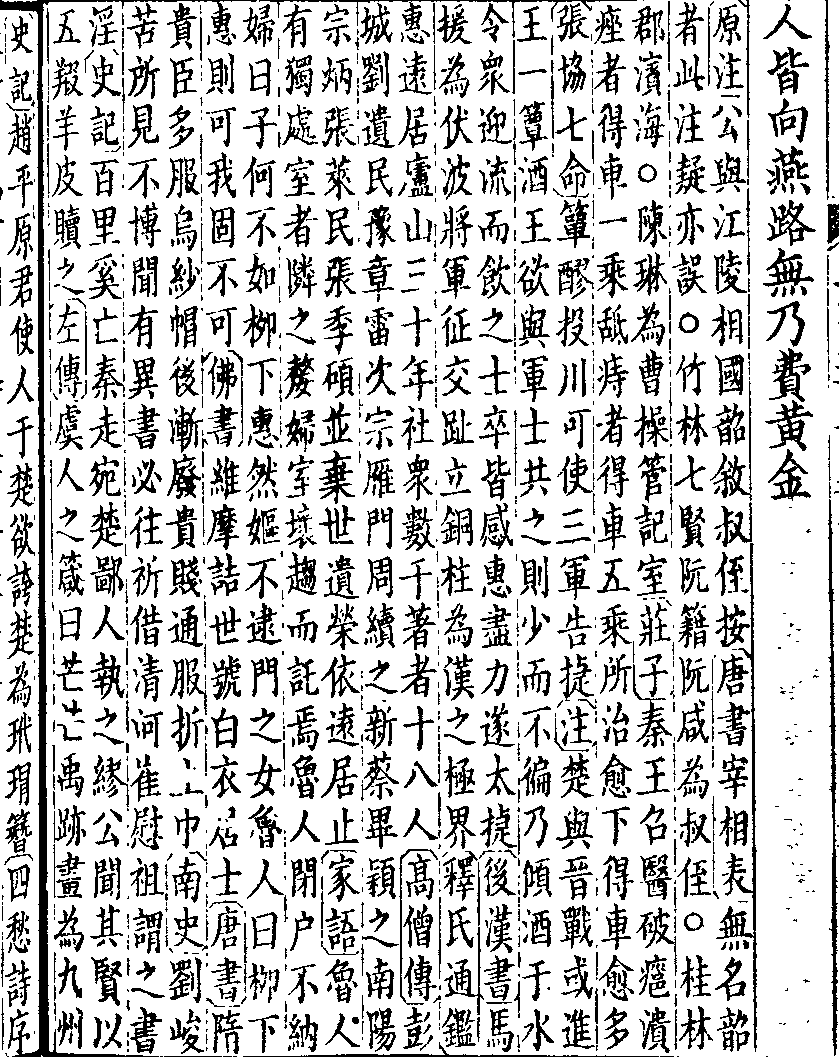 人皆向燕路無乃費黃金
原注公與江陵相國韶敘叔侄按唐書宰相表無名韶
者此注疑亦誤○竹林七賢阮籍阮咸為叔侄○桂林
郡濱海○陳琳為曹操管記室莊子秦王召醫破癰潰
痤者得車一乘舐痔者得車五乘所治愈下得車愈多
張協七命簞醪投川可使三軍告捷注楚與晉戰或進
王一簞酒王欲與軍士共之則少而不徧乃傾酒于水
令眾迎流而飲之士卒皆感惠盡力遂太捷後漢書馬
援為伏波將軍征交趾立銅柱為漢之極界釋氏通鑑
惠遠居廬山三十年社眾數千著者十八人高僧傳彭
城劉遺民豫章雷次宗雁門周續之新蔡畢穎之南陽
宗炳張萊民張季碩並棄世遺榮依遠居止家語魯人
有獨處室者隣之嫠婦室壞趨而託焉魯人閉户不納
婦曰子何不如柳下惠然嫗不逮門之女魯人曰柳下
惠則可我固不可佛書維摩詰世號白衣居士唐書隋
貴臣多服烏紗帽後漸廢貴賤通服折上巾南史劉峻
苦所見不博聞有異書必往祈借清河崔慰祖謂之書
淫史記百里奚亡秦走宛楚鄙人執之繆公聞其賢以
五羖羊皮贖之左傳虞人之箴曰芒芒禹跡畫為九州
史記趙平原君使人于楚欲誇楚為玳瑁簪四愁詩序